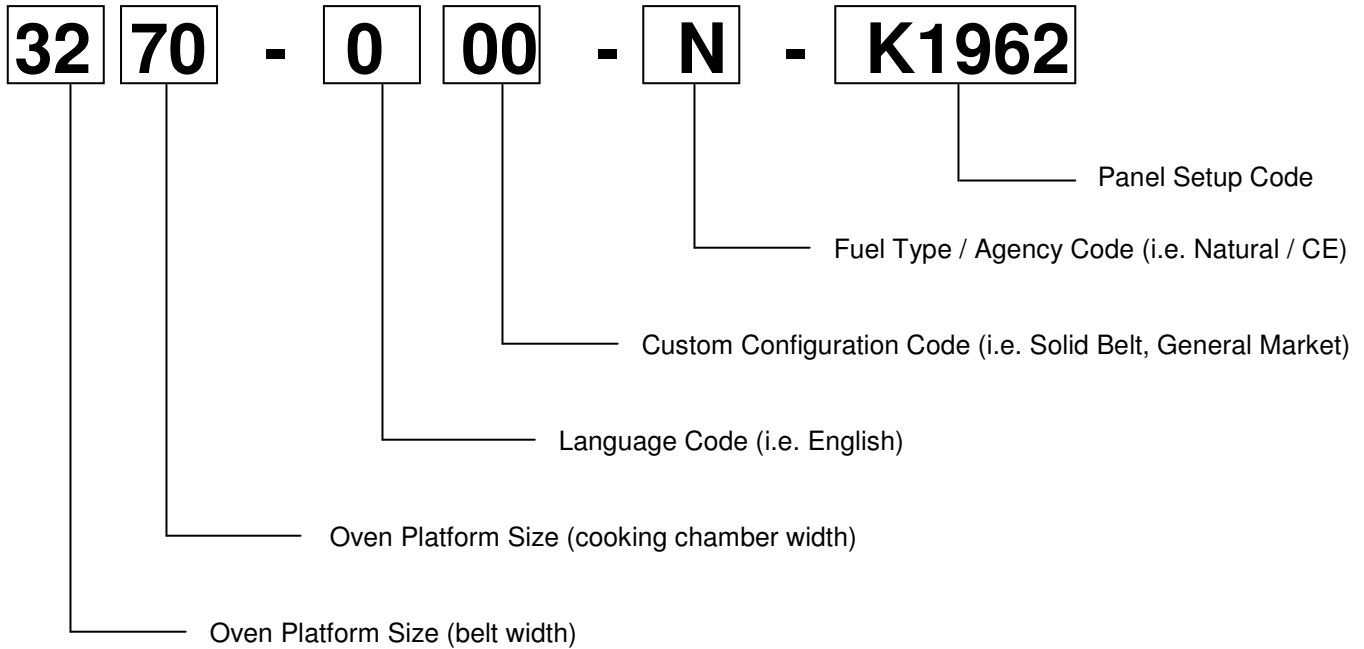 32 70 - 0 00 - N - K1962
Panel Setup Code
Fuel Type / Agency Code (i.e. Natural / CE)
Custom Configuration Code (i.e. Solid Belt, General Market)
Language Code (i.e. English)
Oven Platform Size (cooking chamber width)
Oven Platform Size (belt width)